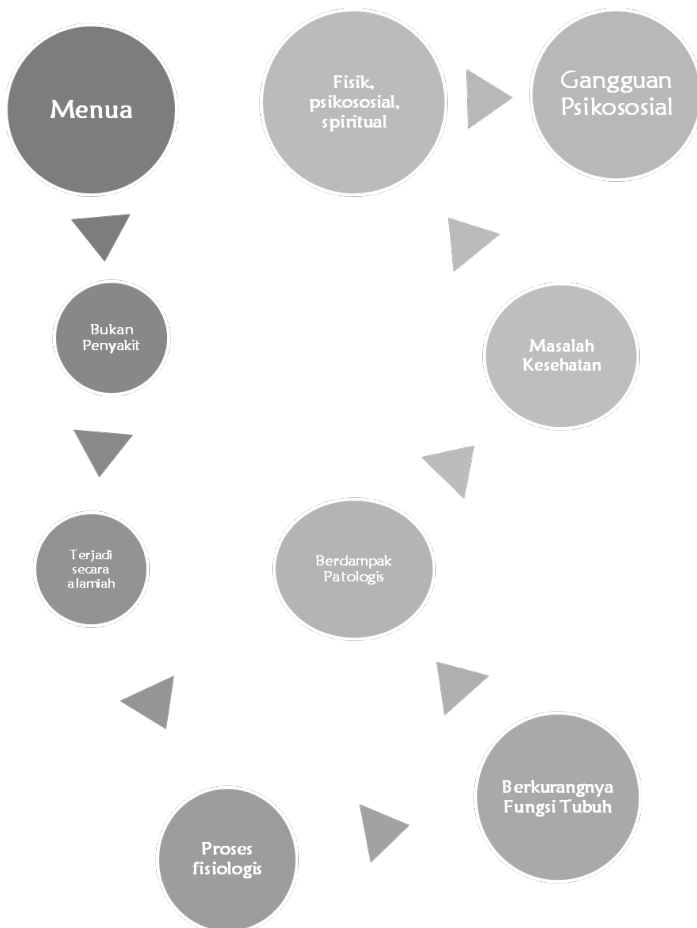 Menua
Bukan
Penyakit
Terjadi
secara
alamiah
Proses
fisiologis
Berkurangnya
Fungsi Tubuh
Berdampak
Patologis
Masalah
Kesehatan
Fisik,
psikososial,
spiritual
Gangguan
Psikososial